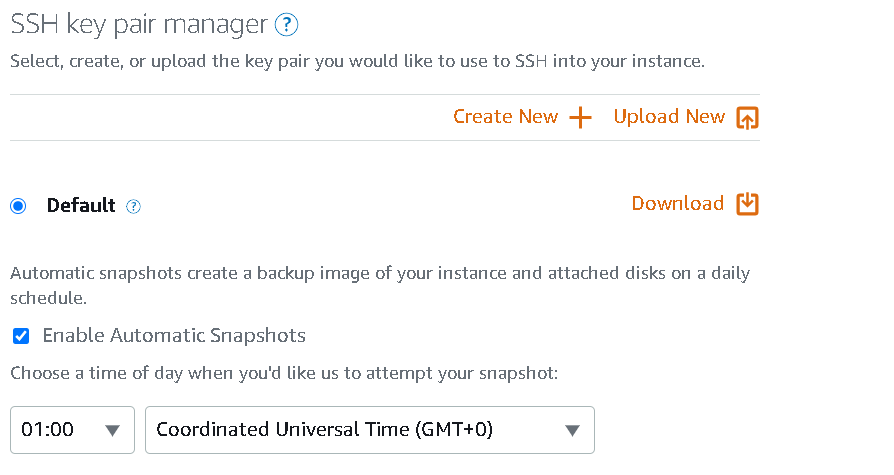 SSH key pair manager ?
Select, create, or upload the key pair you would like to use to SSH into your instance.
Create New + Upload New
Default ? Download
Automatic snapshots create a backup image of your instance and attached disks on a daily
schedule.
Enable Automatic Snapshots
Choose a time of day when you'd like us to attempt your snapshot:
01:00 Coordinated Universal Time (GMT+0)